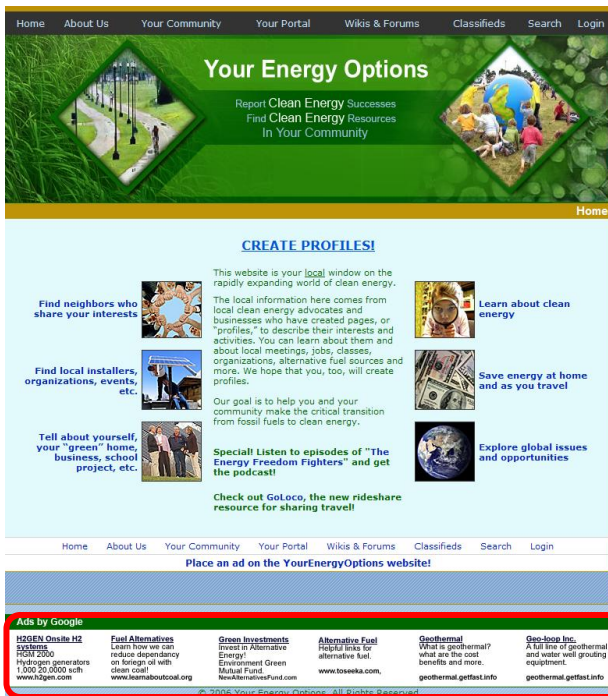 Home About Us Your Community Your Portal Wikis & Forums Classifieds Search Login
Your Energy Options
Report Clean Energy Successes
Find Clean Energy Resources
In Your Community
Home
CREATE PROFILES!
Find neighbors who
share your interests
Find local installers,
organizations, events,
etc.
Tell about yourself,
your "green" home,
business, school
project, etc.
This website is your local window on the
rapidly expanding world of clean energy.
The local information here comes from
local clean energy advocates and
businesses who have created pages, or
"profiles," to describe their interests and
activities. You can learn about them and
about local meetings, jobs, classes,
organizations, alternative fuel sources and
more. We hope that you, too, will create
profiles.
Our goal is to help you and your
community make the critical transition
from fossil fuels to clean energy.
Special! Listen to episodes of "The
Energy Freedom Fighters" and get
the podcast!
Check out GoLoco, the new rideshare
resource for sharing travel!
Learn about clean
energy
Save energy at home
and as you travel
Explore global issues
and opportunities
Home About Us Your Community Your Portal Wikis & Forums Classifieds Search Login
Place an ad on the YourEnergyOptions website!
Ads by Google
H2GEN Onsite H2
systems
HGM 2000
Hydrogen generators
1,000 20,0000 scfh
www.h2gen.com
Fuel Alternatives
Learn how we can
reduce dependancy
on foriegn oil with
clean coal!
www.learnaboutcoal.org
Green Investments
Invest in Alternative
Energy!
Environment Green
Mutual Fund.
NewAlternativesFund.com
Alternative Fuel
Helpful links for
alternative fuel.
www.toseeka.com,
Geothermal
What is geothermal?
what are the cost
benefits and more.
geothermal.getfast.info
Geo-loop Inc.
A full line of geothermal
and water well grouting
equiptment.
geothermal.getfast.info
© 2006 Your Energy Options. All Rights Reserved